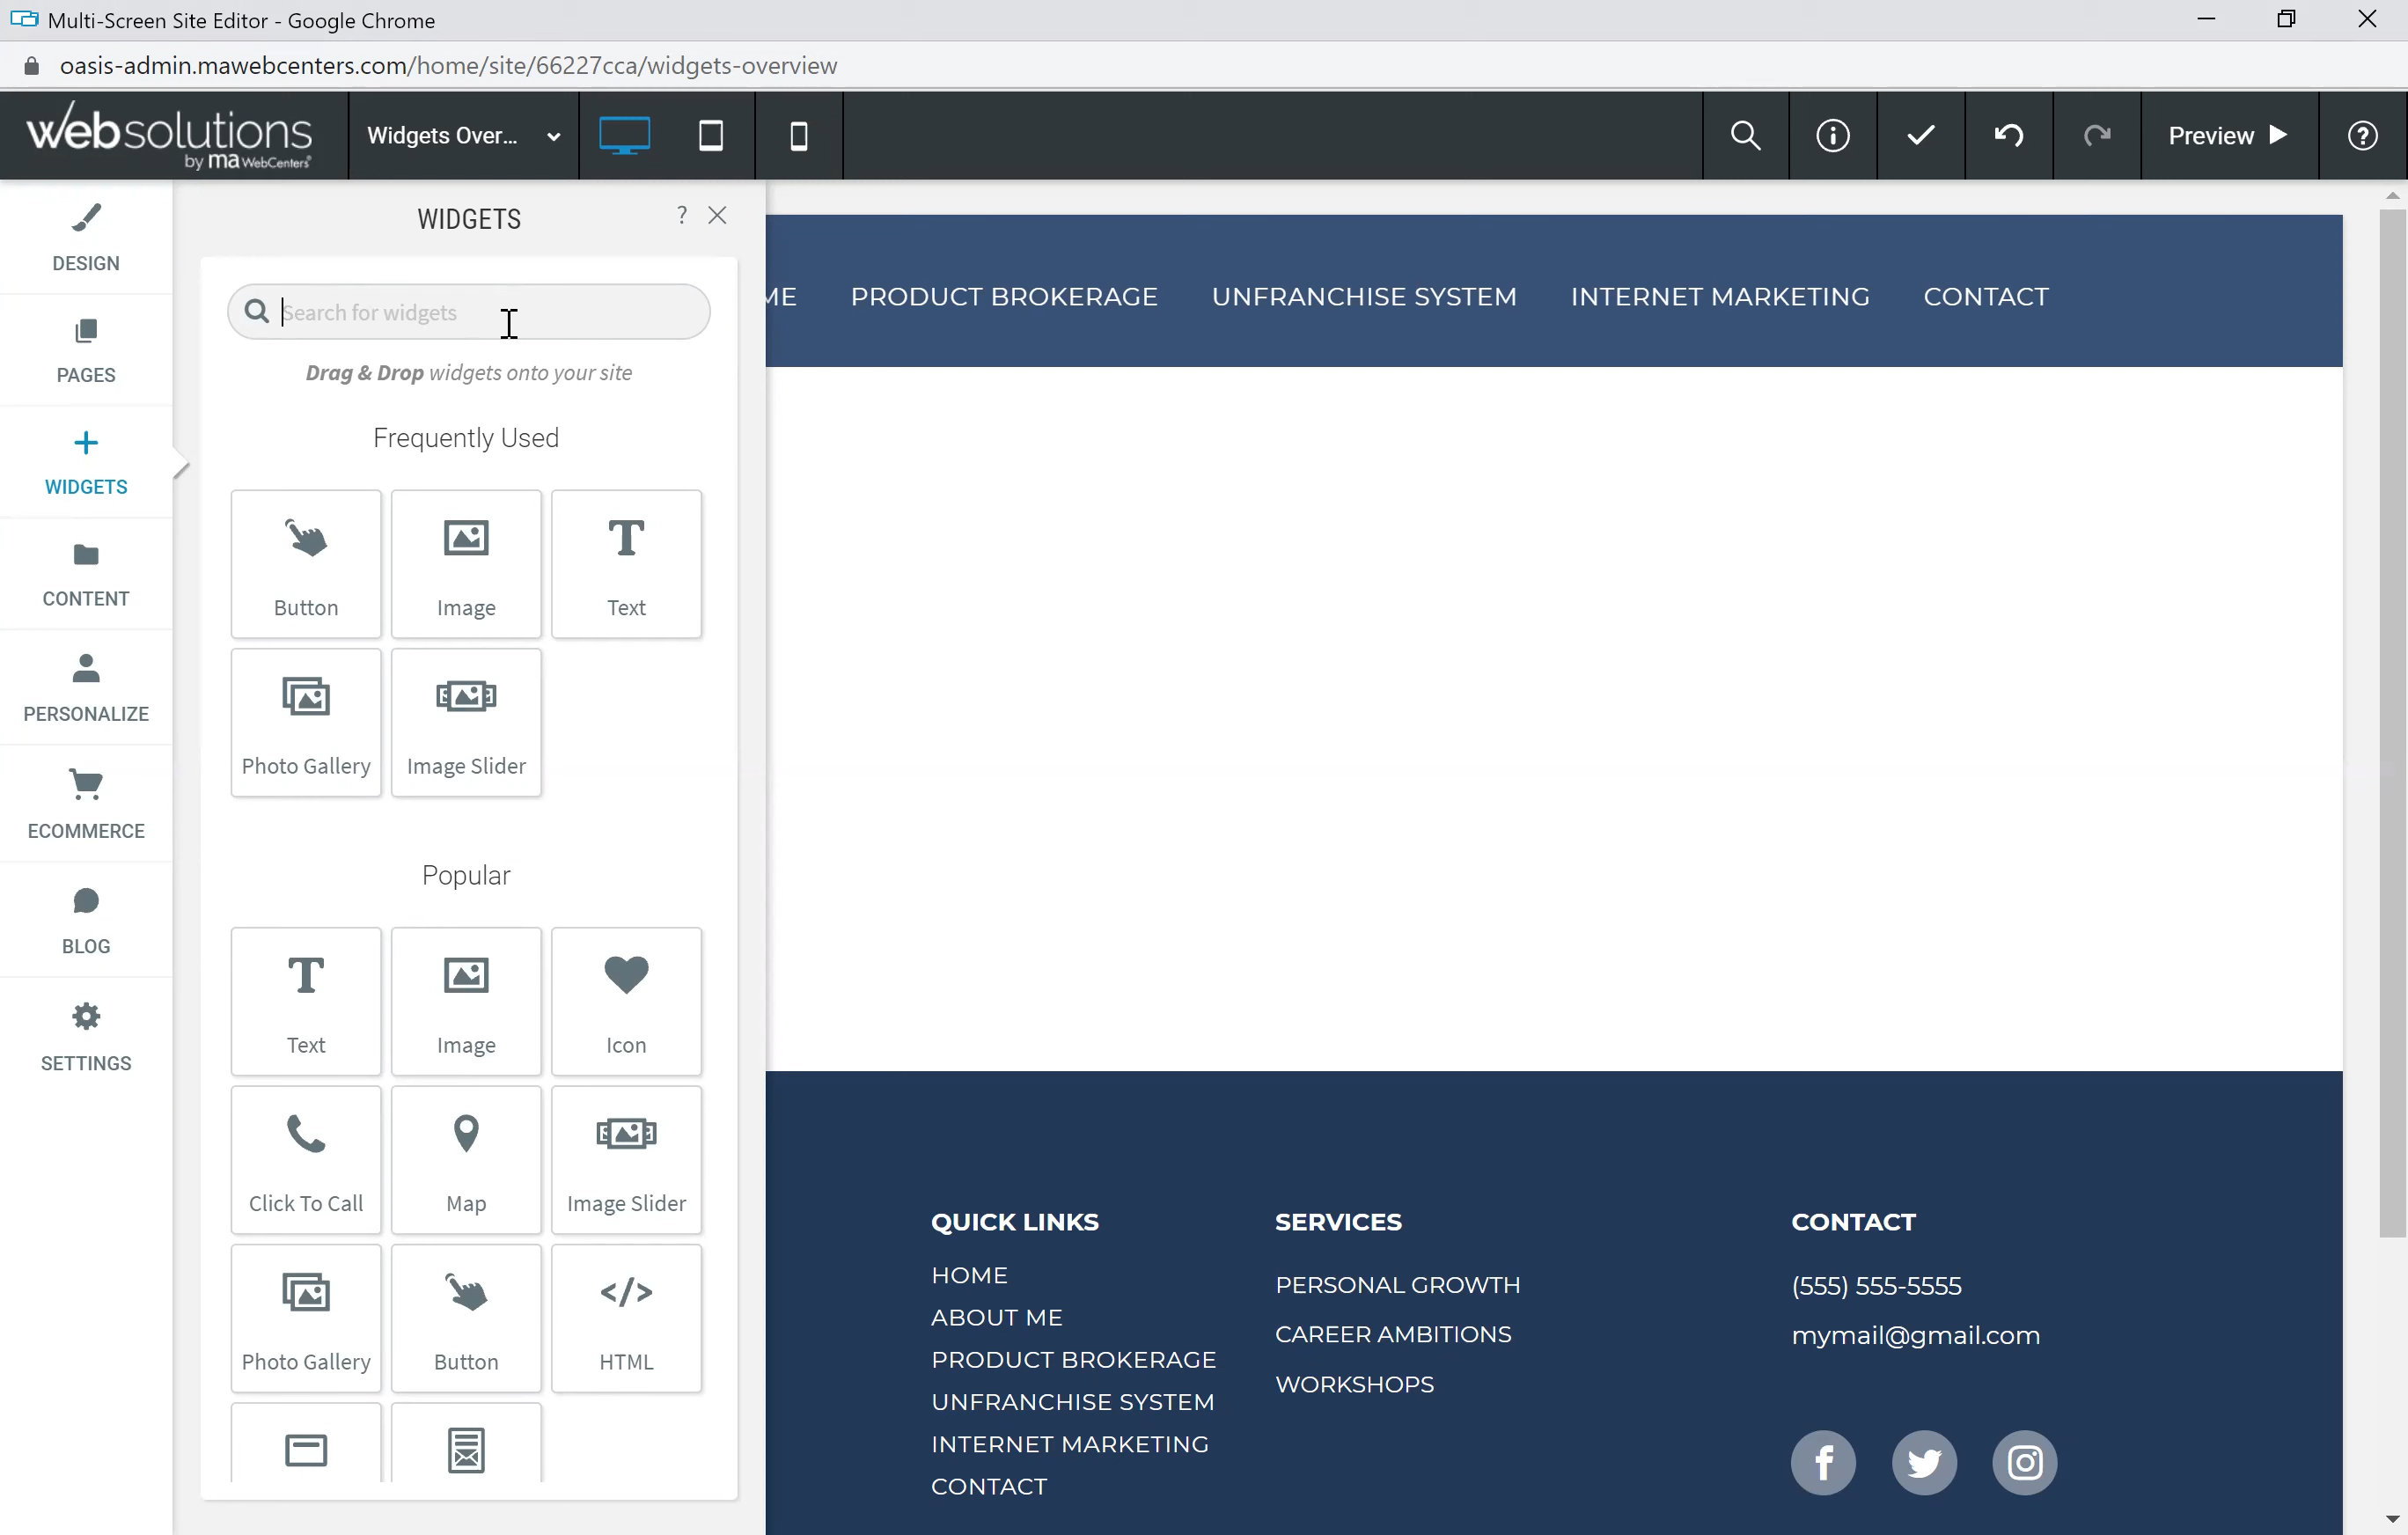 Multi-Screen Site Editor - Google Chrome
oasis-admin.mawebcenters.com/home/site/66227cca/widgets-overview
websolutions
by ma WebCenters
Widgets Over...
Preview
DESIGN
PAGES
WIDGETS
CONTENT
PERSONALIZE
ECOMMERCE
BLOG
SETTINGS
WIDGETS
?
Search for widgets
Drag & Drop widgets onto your site
Frequently Used
Button
Image
Text
Photo Gallery
Image Slider
Popular
Text
Image
Icon
Click To Call
Map
Image Slider
Photo Gallery
Button
</>
HTML
ME PRODUCT BROKERAGE UNFRANCHISE SYSTEM INTERNET MARKETING CONTACT
QUICK LINKS
HOME
ABOUT ME
PRODUCT BROKERAGE
UNFRANCHISE SYSTEM
INTERNET MARKETING
CONTACT
SERVICES
PERSONAL GROWTH
CAREER AMBITIONS
WORKSHOPS
CONTACT
(555) 555-5555
mymail@gmail.com